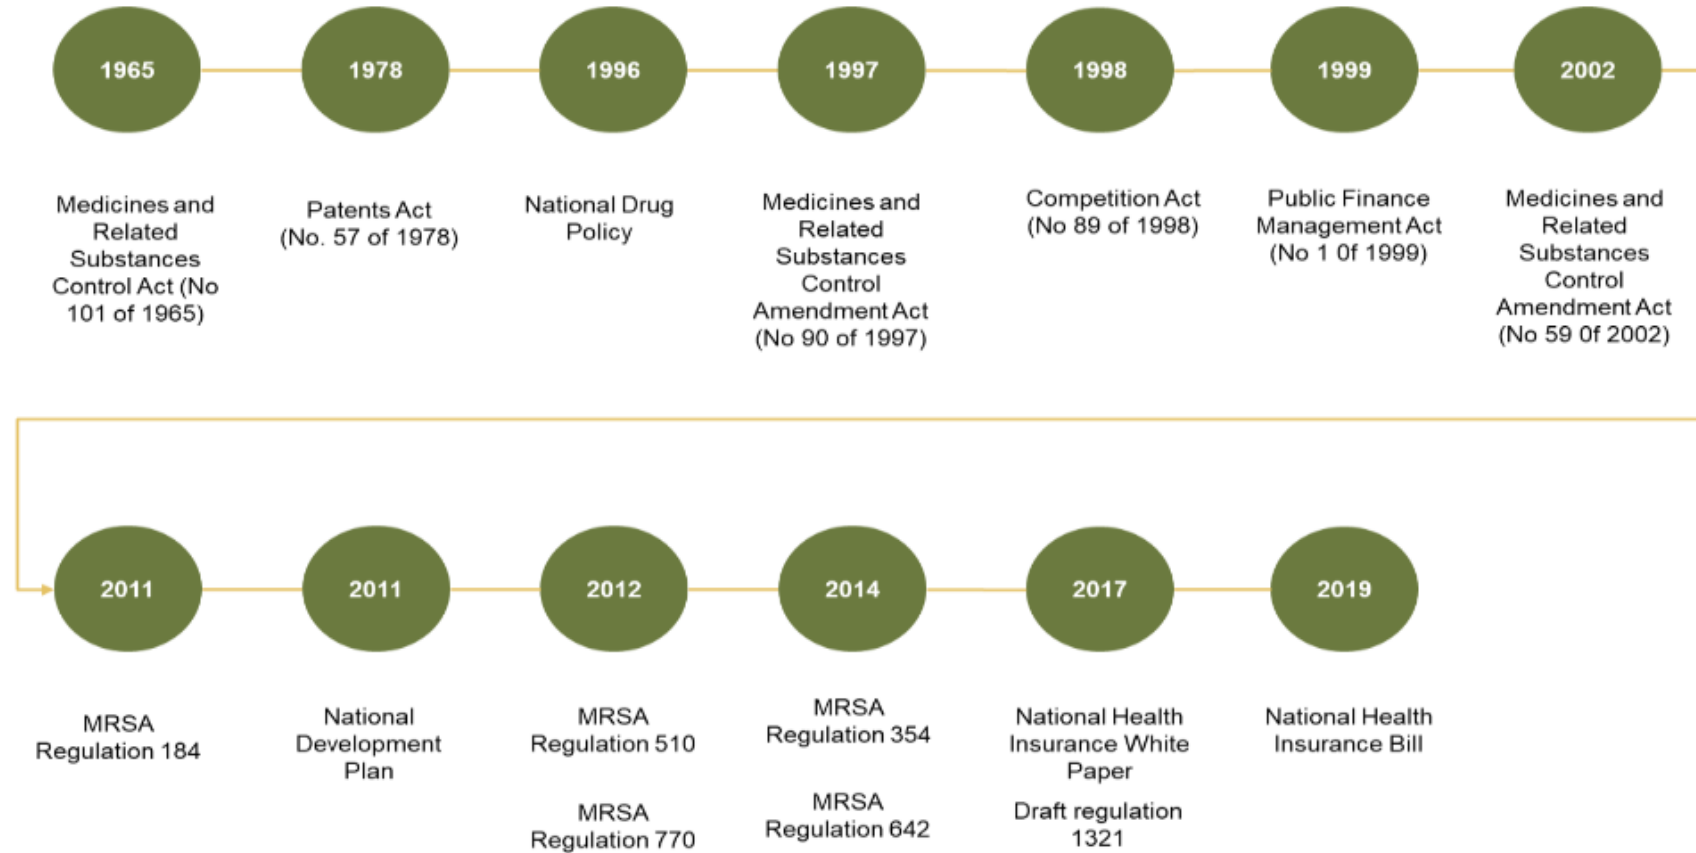 1965
1978
1996
1997
1998
1999
2002
Medicines and
Related
Substances
Control Act (No
101 of 1965)
Patents Act
(No. 57 of 1978)
National Drug
Policy
Medicines and
Related
Substances
Control
Amendment Act
(No 90 of 1997)
Competition Act
(No 89 of 1998)
Public Finance
Management Act
(No 1 0f 1999)
Medicines and
Related
Substances
Control
Amendment Act
(No 59 0f 2002)
2011
2011
2012
2014
2017
2019
MRSA
Regulation 184
National
Development
Plan
MRSA
Regulation 510
MRSA
Regulation 770
MRSA
Regulation 354
MRSA
Regulation 642
National Health
Insurance White
Paper
Draft regulation
1321
National Health
Insurance Bill